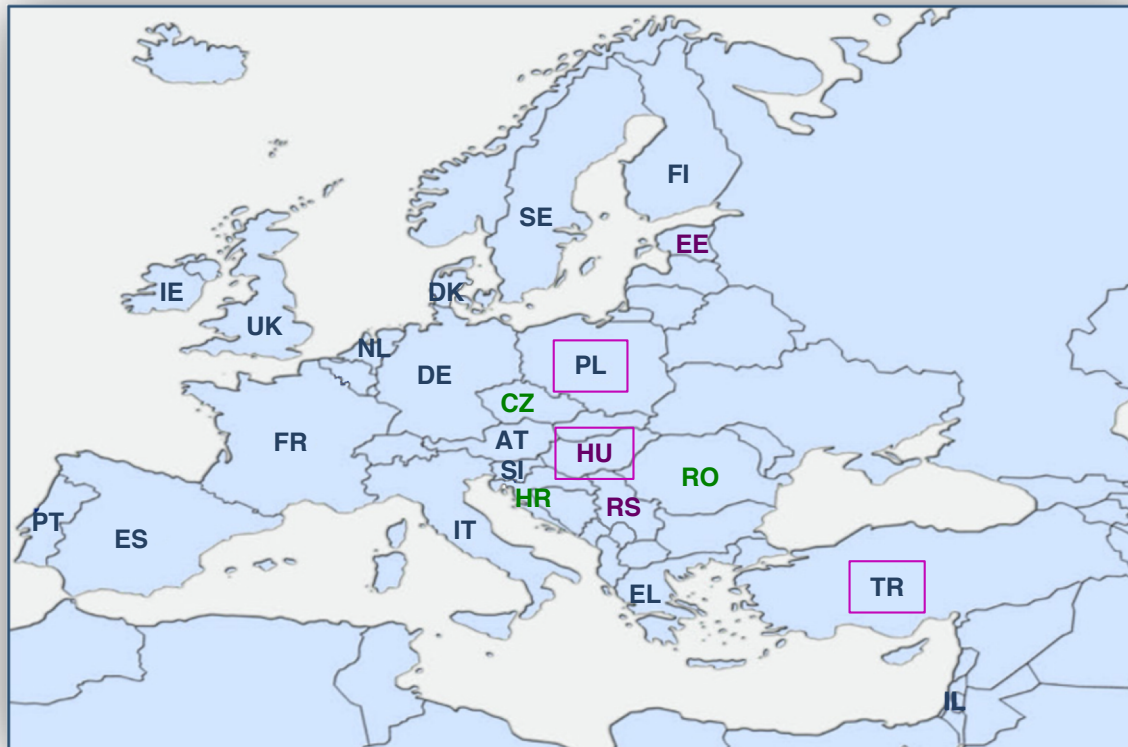 FI
SE
EE
IE
DK
UK
NL
PL
DE
CZ
FR
AT
HU
SI
RO
HR
RS
PT
IT
ES
TR
EL
IL